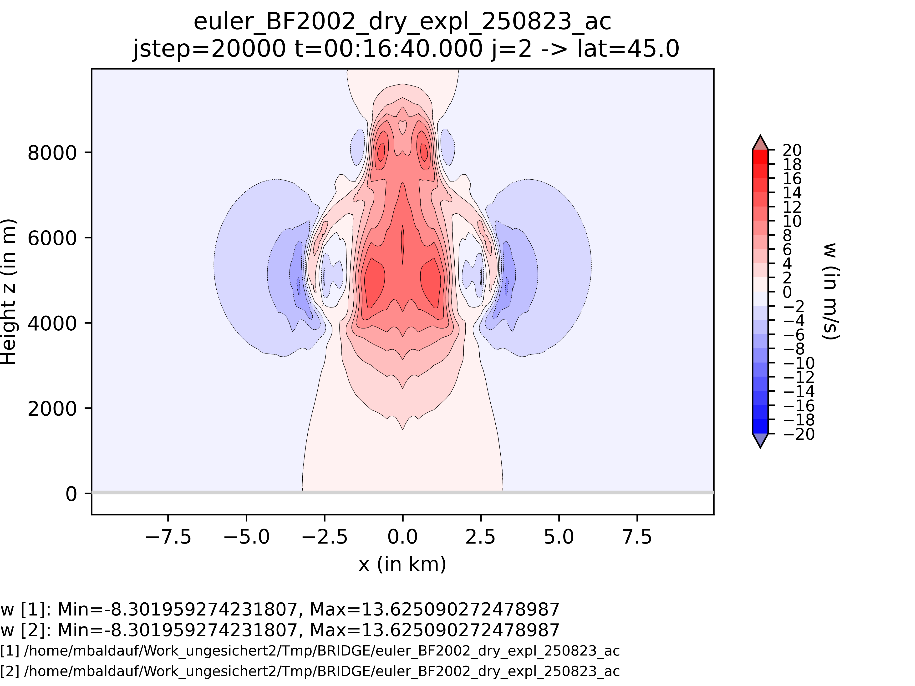 euler_BF2002_dry_expl_250823_ac
jstep=20000 t=00:16:40.000 j=2 -> lat=45.0
Height z (in m)
8000
6000
4000
2000
0
−7.5 −5.0 −2.5 0.0 2.5 5.0 7.5
x (in km)
20
18
16
14
12
10
8
6
4
2
0
−2
−4
−6
−8
−10
−12
−14
−16
−18
−20
w (in m/s)
w [1]: Min=-8.301959274231807, Max=13.625090272478987
w [2]: Min=-8.301959274231807, Max=13.625090272478987
[1] /home/mbaldauf/Work_ungesichert2/Tmp/BRIDGE/euler_BF2002_dry_expl_250823_ac
[2] /home/mbaldauf/Work_ungesichert2/Tmp/BRIDGE/euler_BF2002_dry_expl_250823_ac